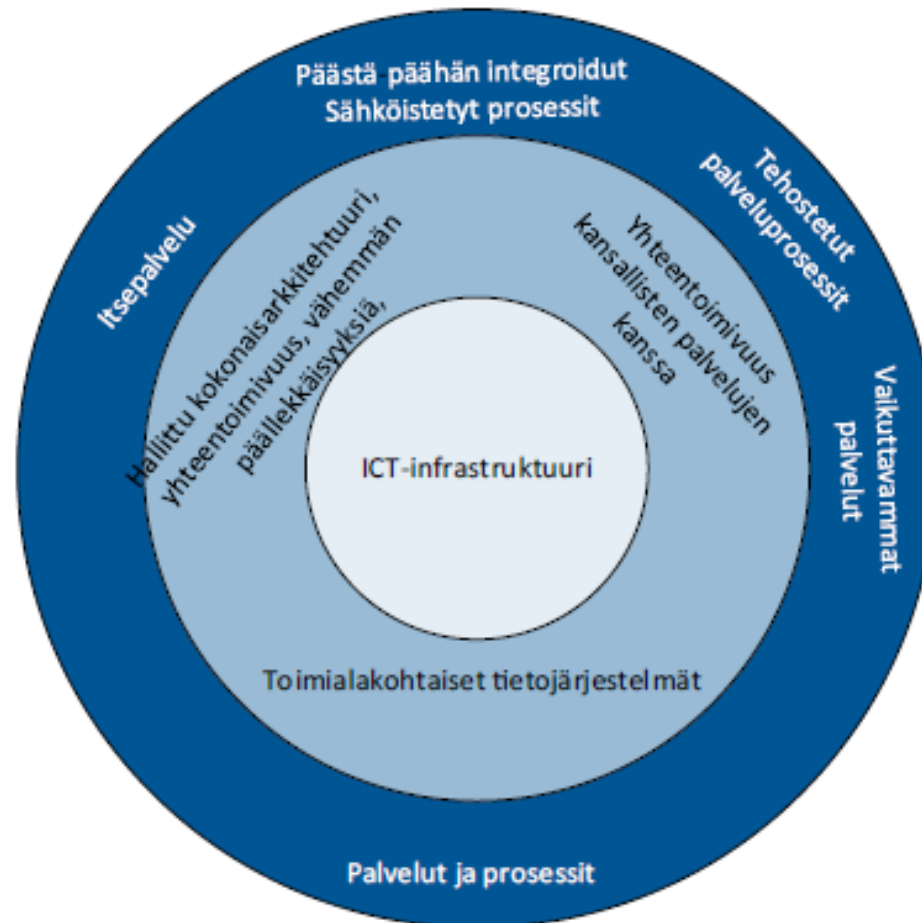 Päästä-päähän integroidut
Sähköistetyt prosessit
Tehostetut
palveluprosessit
Itsepalvelu
Hallittu kokonaisarkkitehtuuri,
yhteentoimivuus, vähemmän
päällekkäisyyksiä,
Yhteentoimivuus
kansallisten palvelujen
kanssa
Vaikuttavammat
palvelut
ICT-infrastruktuuri
Toimialakohtaiset tietojärjestelmät
Palvelut ja prosessit